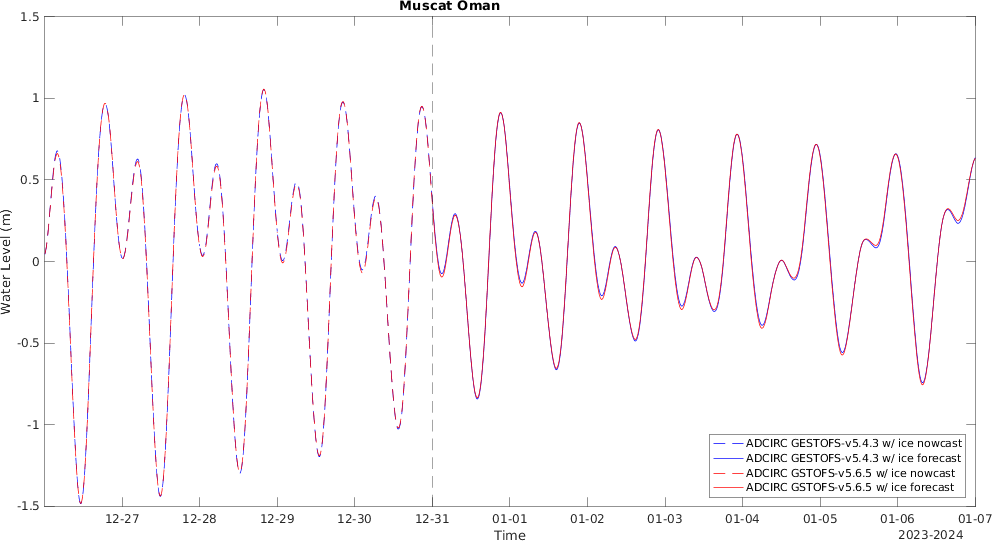 Muscat Oman
1.5
1
0.5
0
-0.5
-1
-1.5
Water Level (m)
ADCIRC GESTOFS-v5.4.3 w/ ice nowcast
ADCIRC GESTOFS-v5.4.3 w/ ice forecast
ADCIRC GSTOFS-v5.6.5 w/ ice nowcast
ADCIRC GSTOFS-v5.6.5 w/ ice forecast
12-27 12-28 12-29 12-30 12-31 01-01 01-02 01-03 01-04 01-05 01-06 01-07
Time
2023-2024